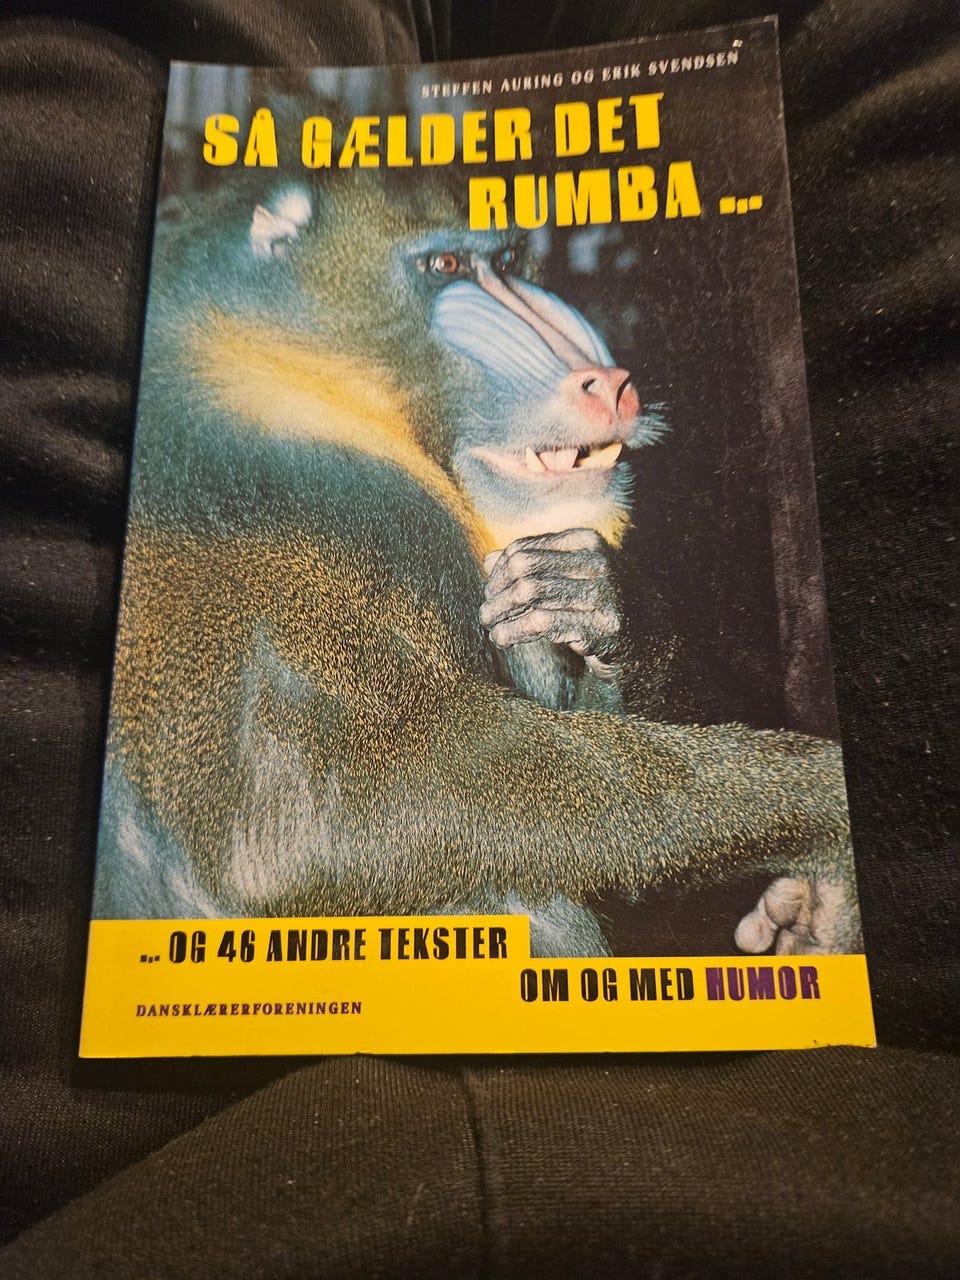 STEFFEN AURING OG ERIK SVENDSEN
SÅ GÆLDER DET
RUMBA ...
... OG 46 ANDRE TEKSTER
OM OG MED HUMOR
DANSKLÆRERFORENINGEN